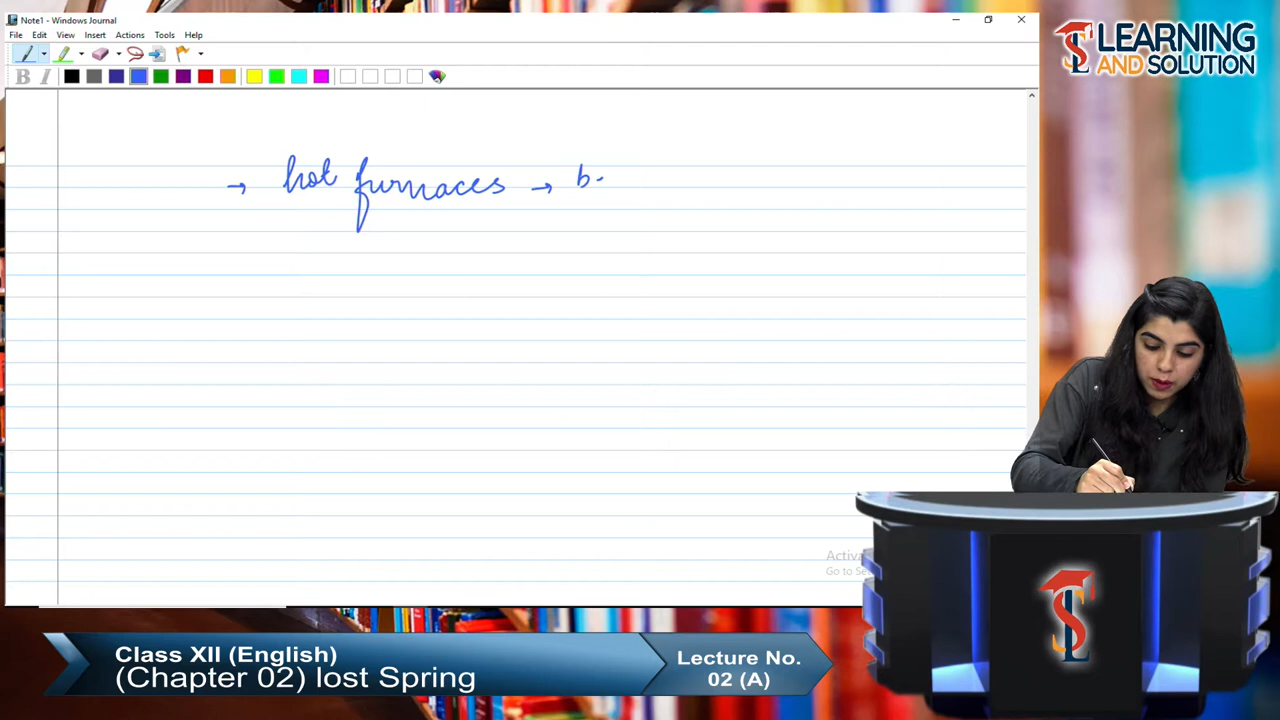 Note1 - Windows Journal
File Edit View Insert Actions Tools Help
B I
→ hot furnaces → b
LEARNING
AND SOLUTION
Class XII (English)
(Chapter 02) lost Spring
Lecture No.
02 (A)